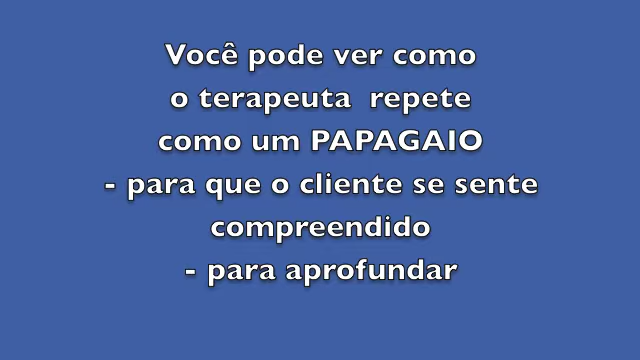 Você pode ver como
o terapeuta repete
como um PAPAGAIO
- para que o cliente se sente
compreendido
- para aprofundar